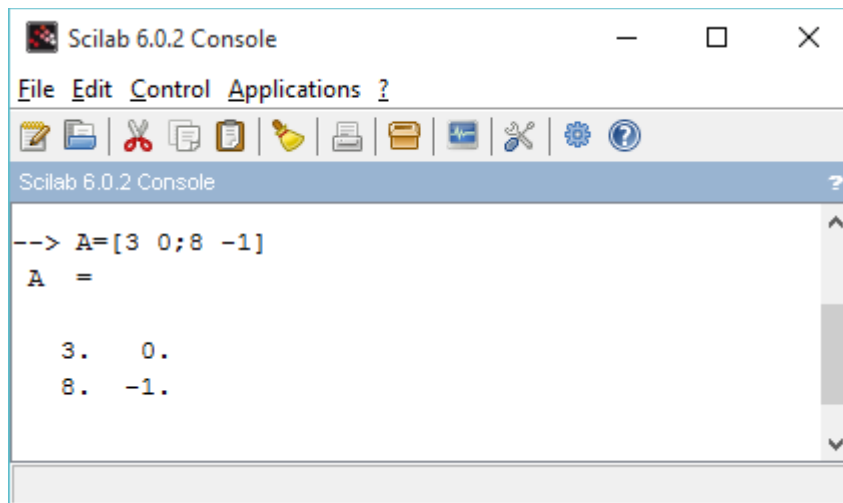 Scilab 6.0.2 Console
File Edit Control Applications ?
Scilab 6.0.2 Console ?
--> A=[3 0;8 -1]
A =
3. 0.
8. -1.